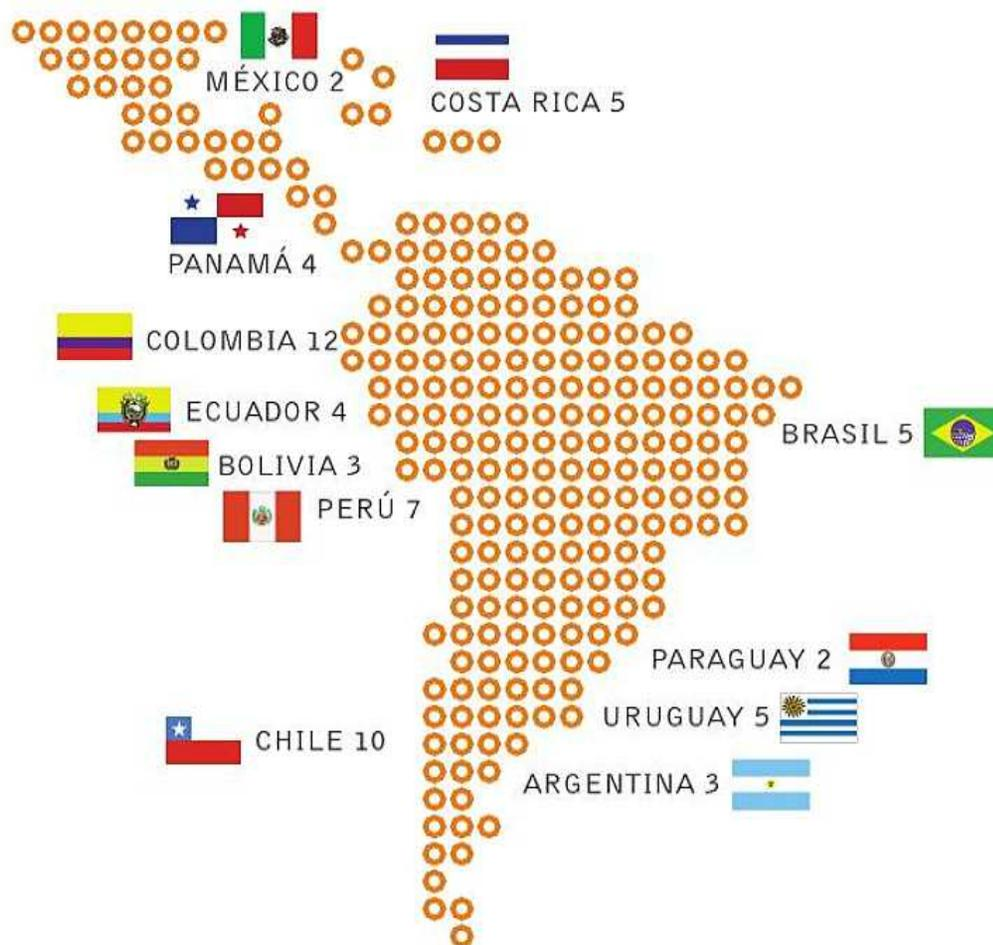 MÉXICO 2
COSTA RICA 5
PANAMÁ 4
COLOMBIA 12
ECUADOR 4
BRASIL 5
BOLIVIA 3
PERÚ 7
PARAGUAY 2
URUGUAY 5
CHILE 10
ARGENTINA 3